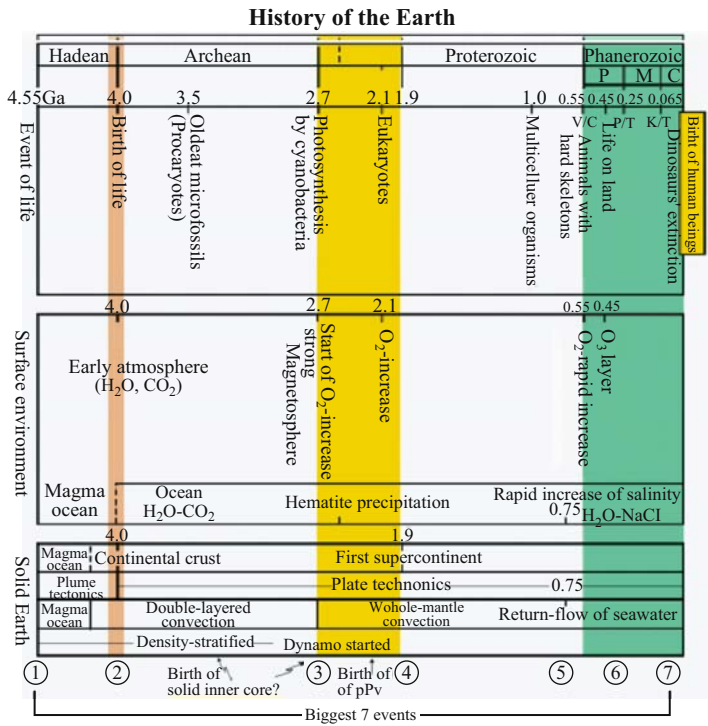 History of the Earth
Hadean
Archean
Proterozoic
Phanerozoic
P
M
C
4.55Ga
4.0
3.5
2.7
2.1
1.9
1.0
0.55
0.45
0.25
0.065
V/C
P/T
K/T
Event of life
Birth of life
Oldeat microfossils
(Procaryotes)
Photosynthesis
by cyanobacteria
Eukaryotes
Multicelluer organisms
Animals with
hard skeletons
Life on land
Dinosaurs' extinction
Birht of human beings
4.0
2.7
2.1
0.55
0.45
Surface environment
Early atmosphere
(H₂O, CO₂)
Start of O₂-increase
strong
Magnetosphere
O₂-increase
O₂-rapid increase
O₃ layer
Magma
ocean
Ocean
H₂O-CO₂
Hematite precipitation
Rapid increase of salinity
0.75
H₂O-NaCl
4.0
1.9
Solid Earth
Magma
ocean
Continental crust
First supercontinent
Plume
tectonics
Plate technonics
0.75
Magma
ocean
Double-layered
convection
Wohole-mantle
convection
Return-flow of seawater
Density-stratified
Dynamo started
1
2
3
4
5
6
7
Birth of
solid inner core?
Birth of
of pPv
Biggest 7 events